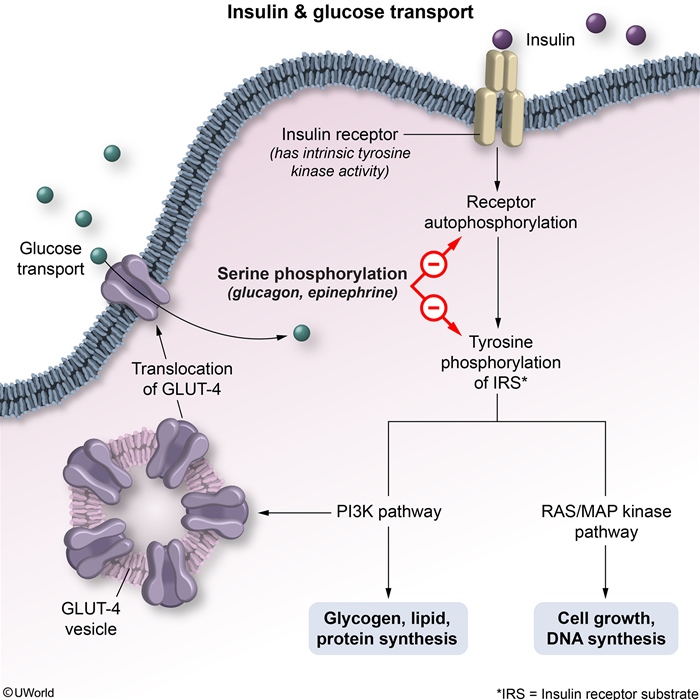 Insulin & glucose transport
Insulin
Insulin receptor
(has intrinsic tyrosine
kinase activity)
Receptor
autophosphorylation
Glucose
transport
Serine phosphorylation
(glucagon, epinephrine)
Translocation
of GLUT-4
Tyrosine
phosphorylation
of IRS*
PI3K pathway
RAS/MAP kinase
pathway
GLUT-4
vesicle
Glycogen, lipid,
protein synthesis
Cell growth,
DNA synthesis
©UWorld
*IRS = Insulin receptor substrate